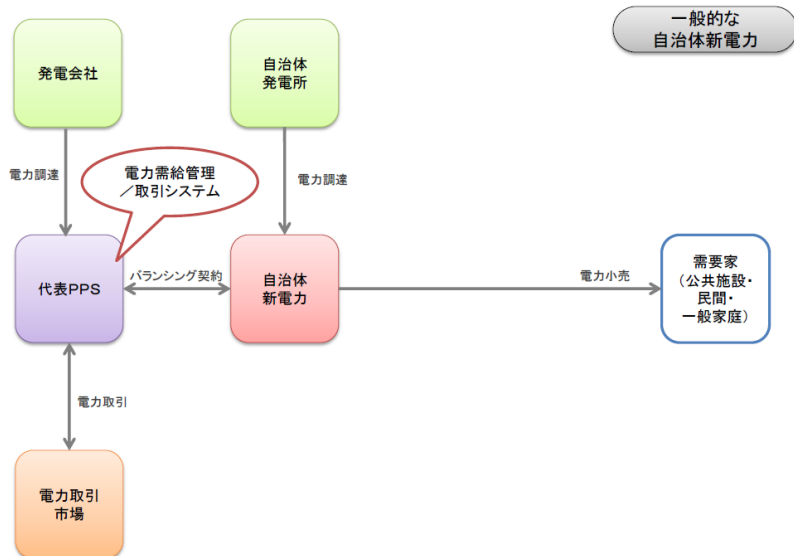 一般的な
自治体新電力
発電会社
自治体
発電所
電力調達
電力需給管理
／取引システム
電力調達
代表PPS
バランシング契約
自治体
新電力
電力小売
需要家
（公共施設・
民間・
一般家庭）
電力取引
電力取引
市場